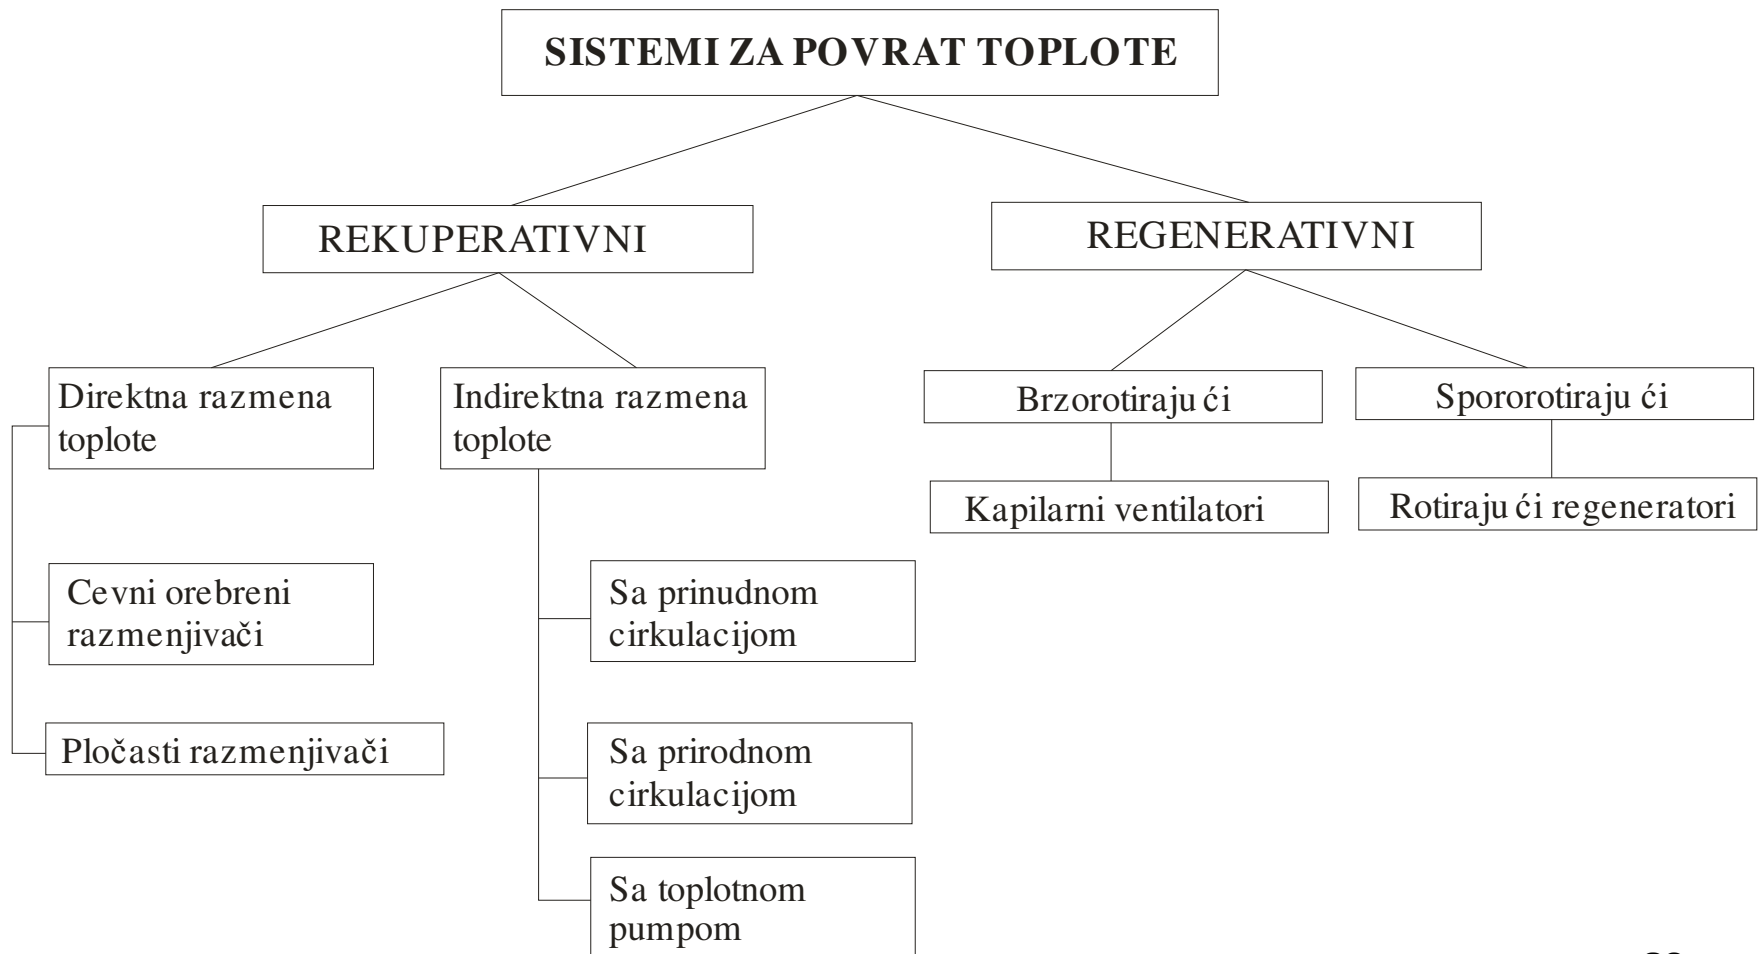 SISTEMI ZA POVRAT TOPLOTE
REKUPERATIVNI
REGENERATIVNI
Direktna razmena
toplote
Indirektna razmena
toplote
Brzorotirajući
Spororotirajući
Kapilarni ventilatori
Rotirajući regeneratori
Cevni orebreni
razmenjivači
Sa prinudnom
cirkulacijom
Pločasti razmenjivači
Sa prirodnom
cirkulacijom
Sa toplotnom
pumpom